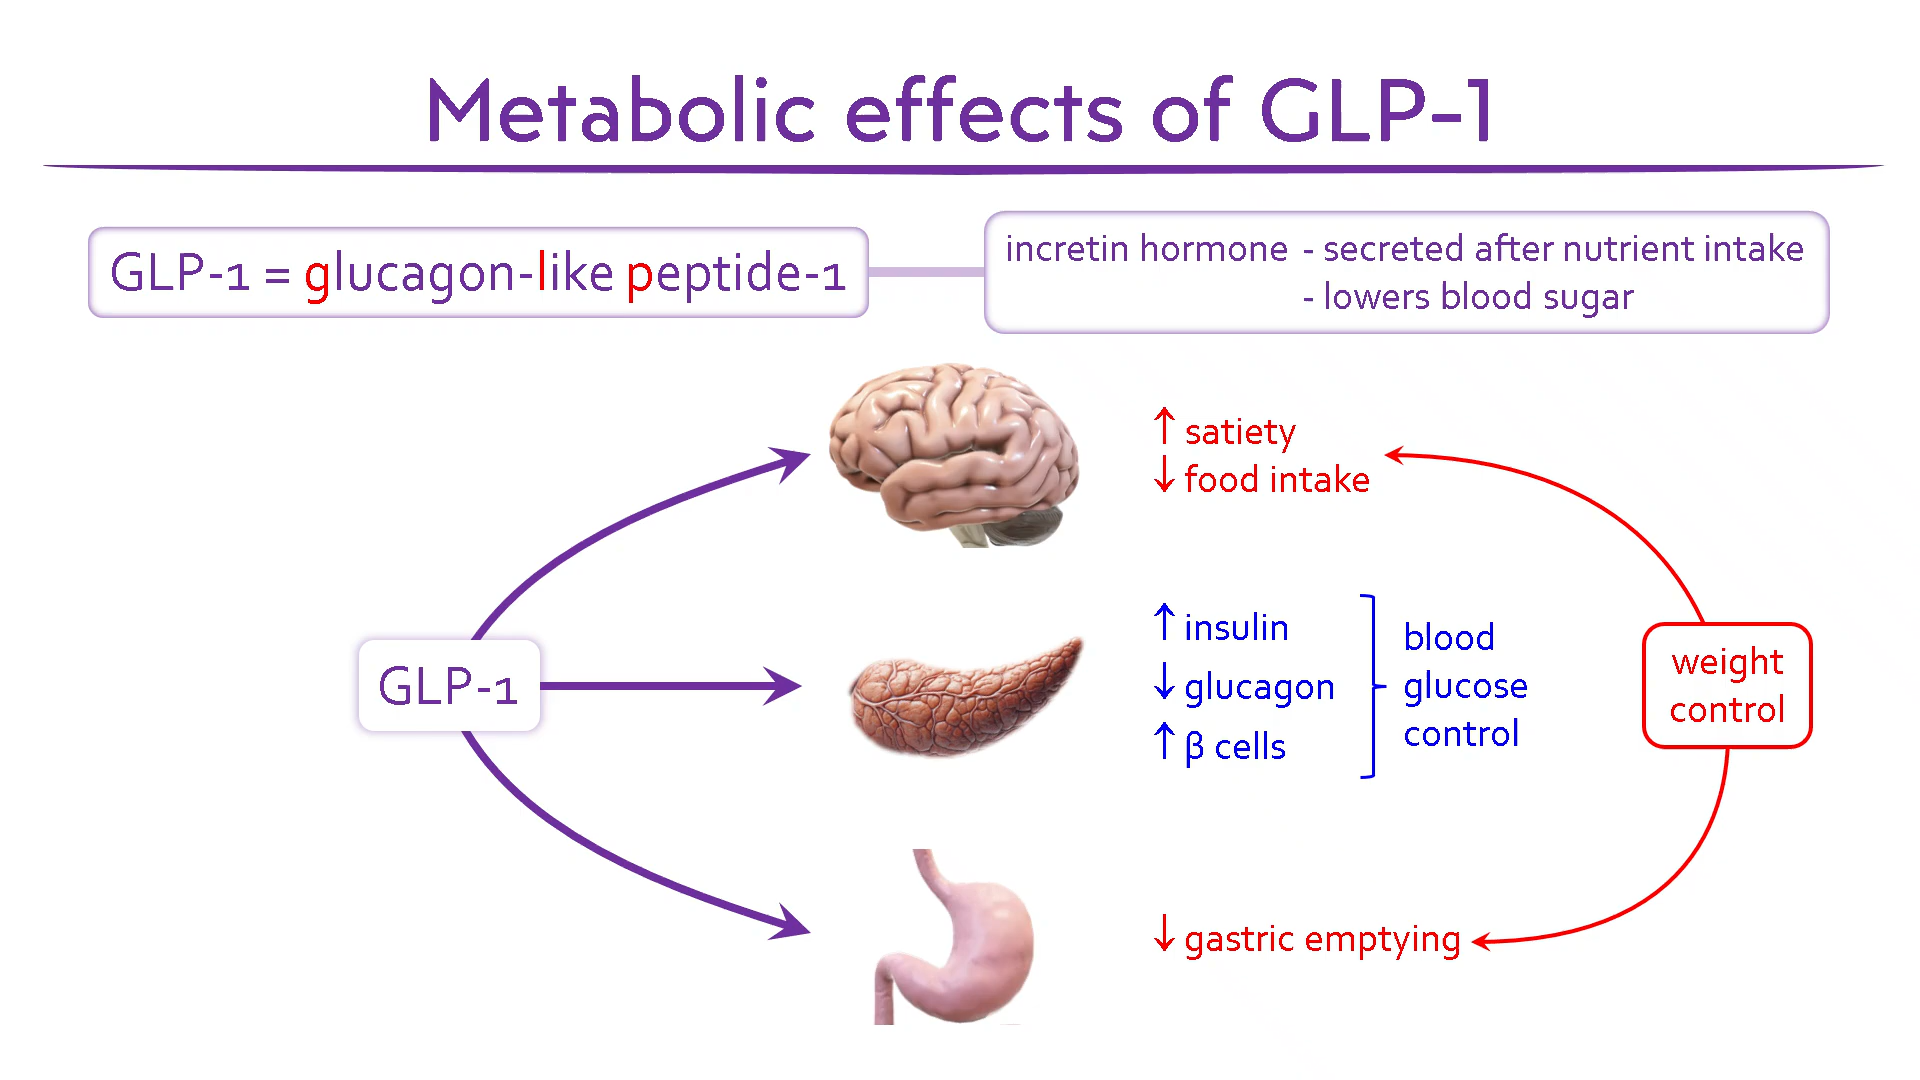 Metabolic effects of GLP-1
GLP-1 = glucagon-like peptide-1
incretin hormone - secreted after nutrient intake
- lowers blood sugar
↑ satiety
↓ food intake
GLP-1
↑ insulin
↓ glucagon
↑ β cells
blood
glucose
control
weight
control
↓ gastric emptying